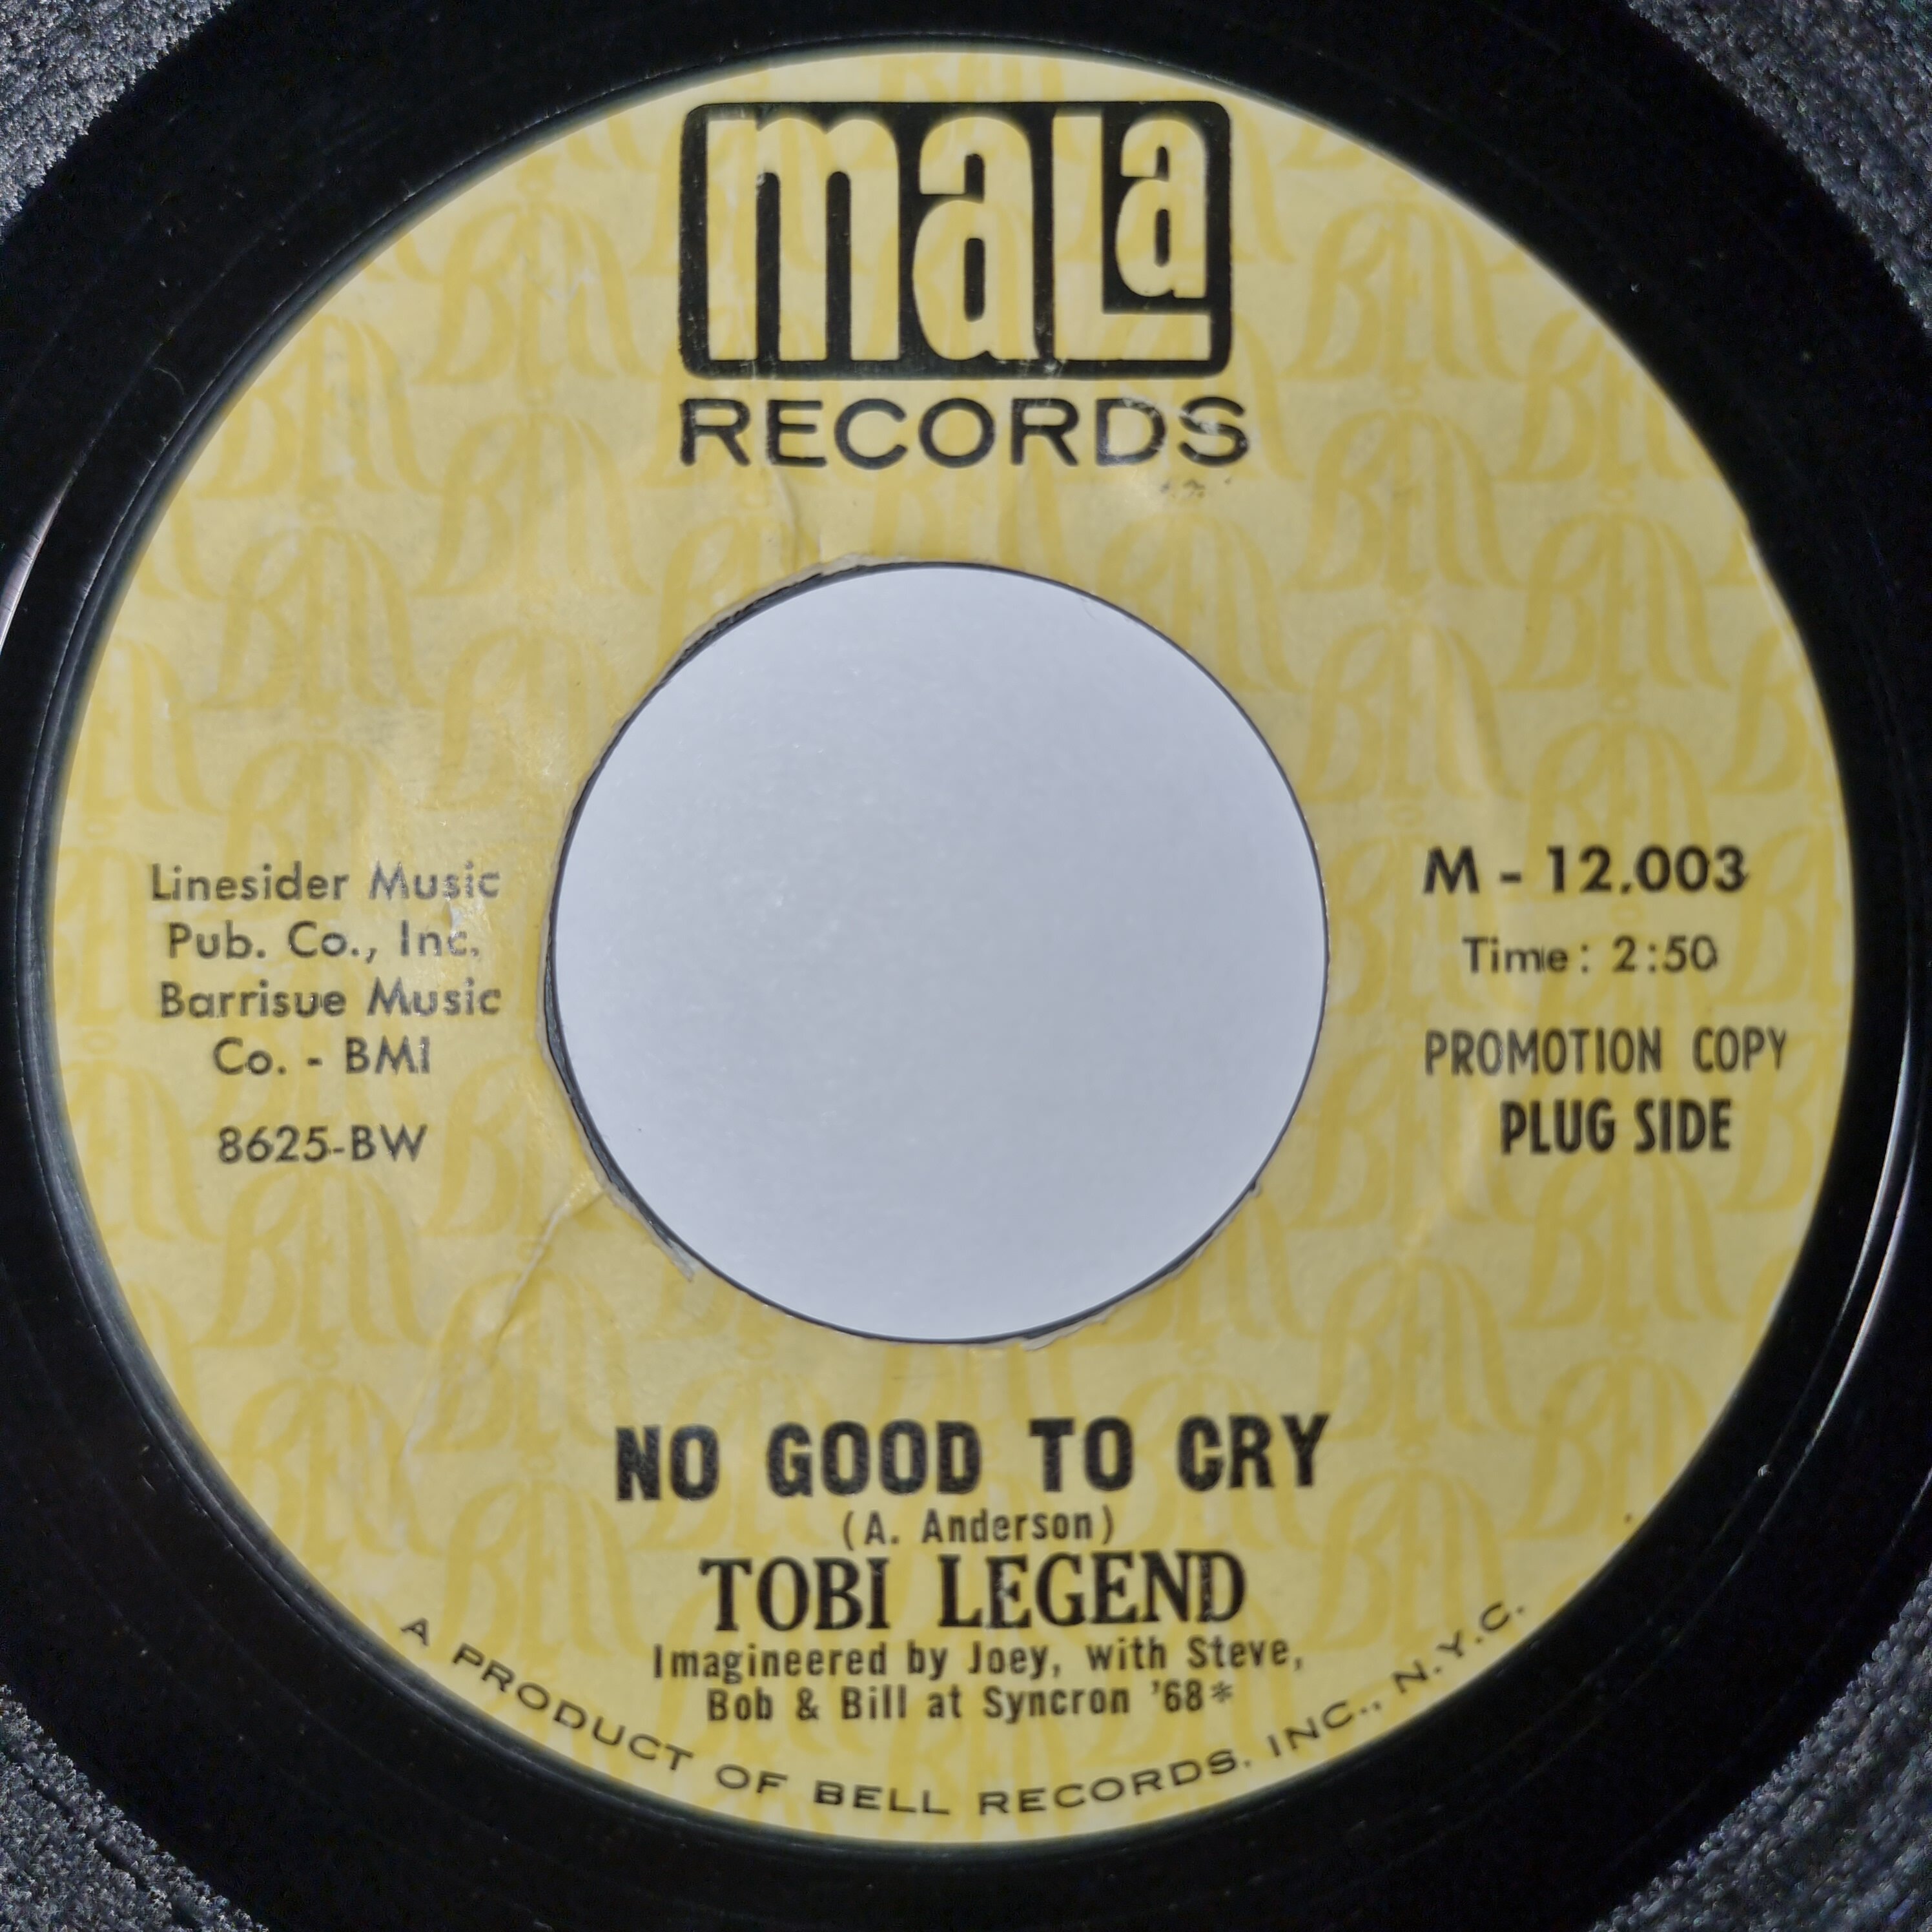 mala
RECORDS
Linesider Music
Pub. Co., Inc.
Barrisue Music
Co. - BMI
8625-BW
M - 12,003
Time: 2:50
PROMOTION COPY
PLUG SIDE
NO GOOD TO CRY
(A. Anderson)
TOBI LEGEND
Imagineered by Joey, with Steve,
Bob & Bill at Syncron '68*
A PRODUCT OF BELL RECORDS, INC., N.Y.C.